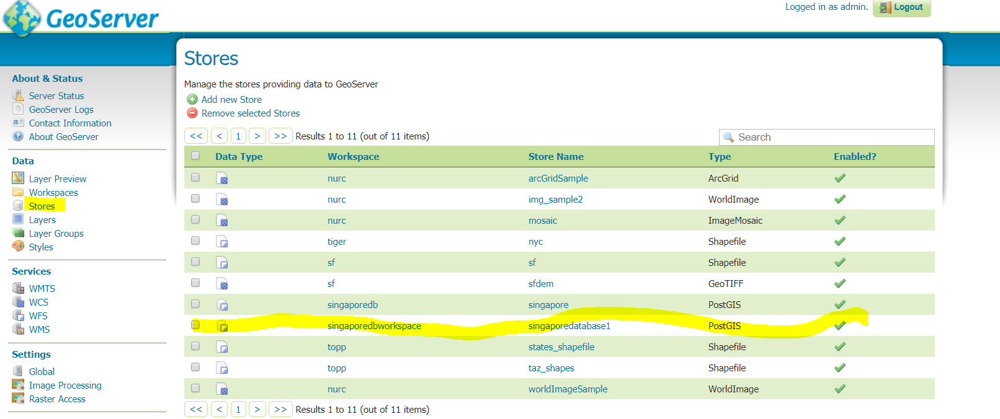 GeoServer
Logged in as admin. Logout
About & Status
Server Status
GeoServer Logs
Contact Information
About GeoServer
Data
Layer Preview
Workspaces
Stores
Layers
Layer Groups
Styles
Services
WMTS
WCS
WFS
WMS
Settings
Global
Image Processing
Raster Access
Stores
Manage the stores providing data to GeoServer
Add new Store
Remove selected Stores
<< < 1 > >> Results 1 to 11 (out of 11 items) Search
Data Type Workspace Store Name Type Enabled?
nurc arcGridSample ArcGrid
nurc img_sample2 WorldImage
nurc mosaic ImageMosaic
tiger nyc Shapefile
sf sf Shapefile
sf sfdem GeoTIFF
singaporedb singapore PostGIS
singaporedbworkspace singaporedatabase1 PostGIS
topp states_shapefile Shapefile
topp taz_shapes Shapefile
nurc worldImageSample WorldImage
<< < 1 > >> Results 1 to 11 (out of 11 items)